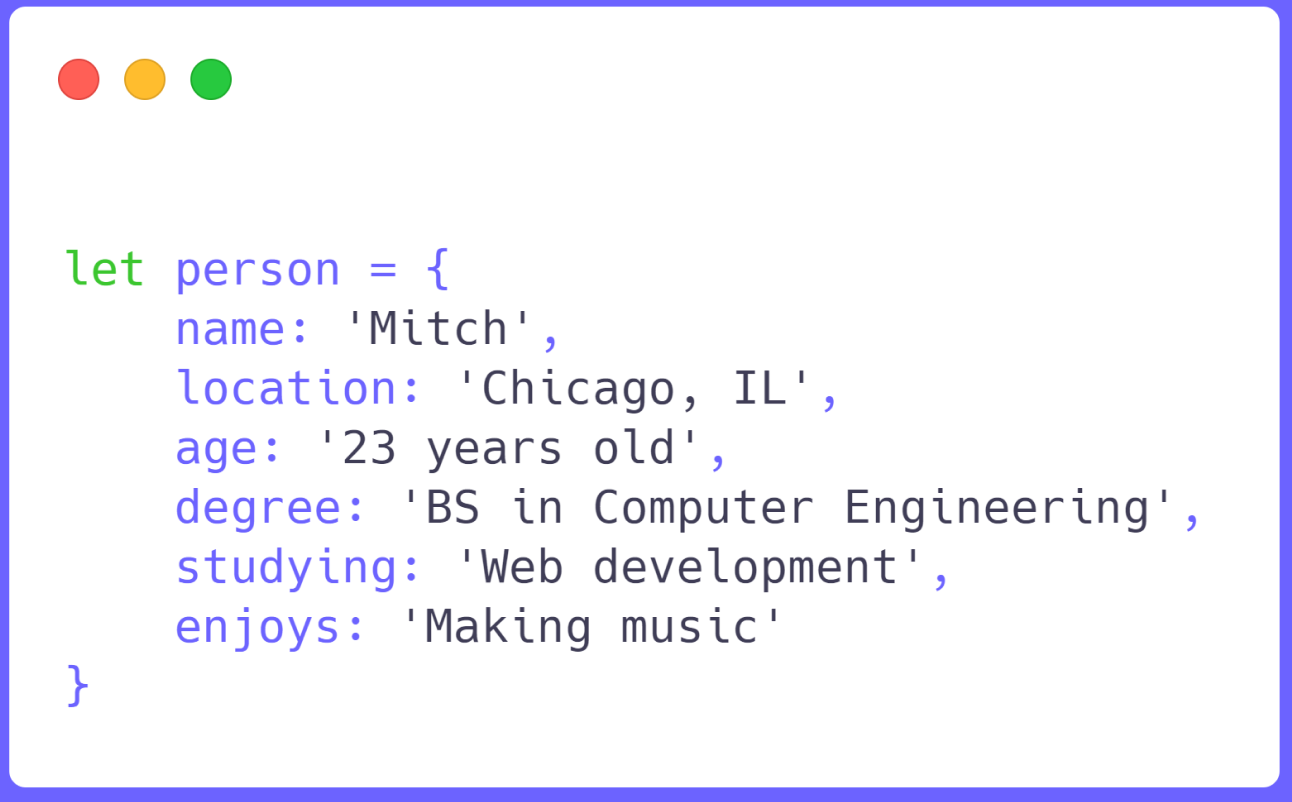 let person = {
    name: 'Mitch',
    location: 'Chicago, IL',
    age: '23 years old',
    degree: 'BS in Computer Engineering',
    studying: 'Web development',
    enjoys: 'Making music'
}